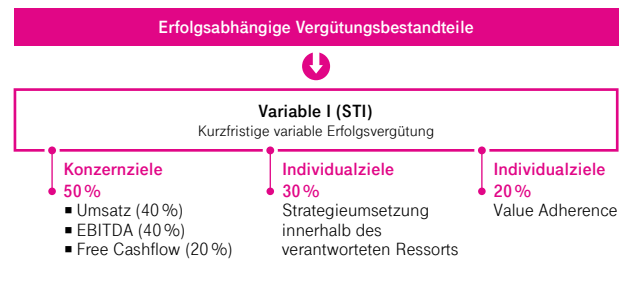 Erfolgsabhängige Vergütungsbestandteile
Variable I (STI)
Kurzfristige variable Erfolgsvergütung
Konzernziele
50 %
▪ Umsatz (40 %)
▪ EBITDA (40 %)
▪ Free Cashflow (20 %)
Individualziele
30 %
Strategieumsetzung
innerhalb des
verantworteten Ressorts
Individualziele
20 %
Value Adherence